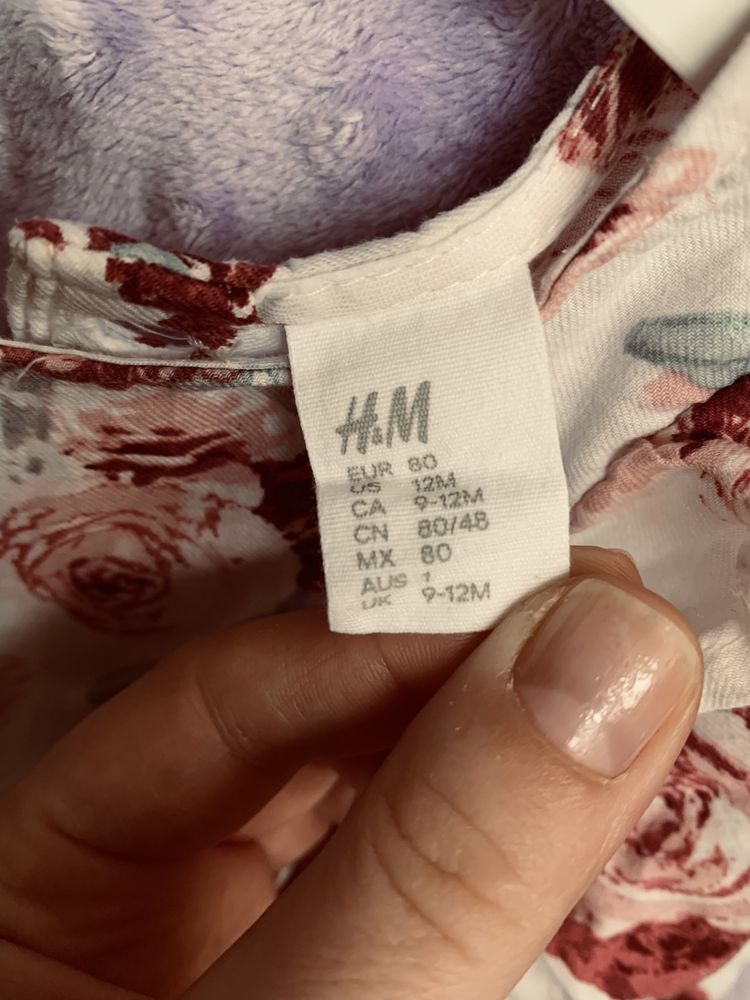 H&M
EUR 80
US 12M
CA 9-12M
CN 80/48
MX 80
AUS 1
UK 9-12M